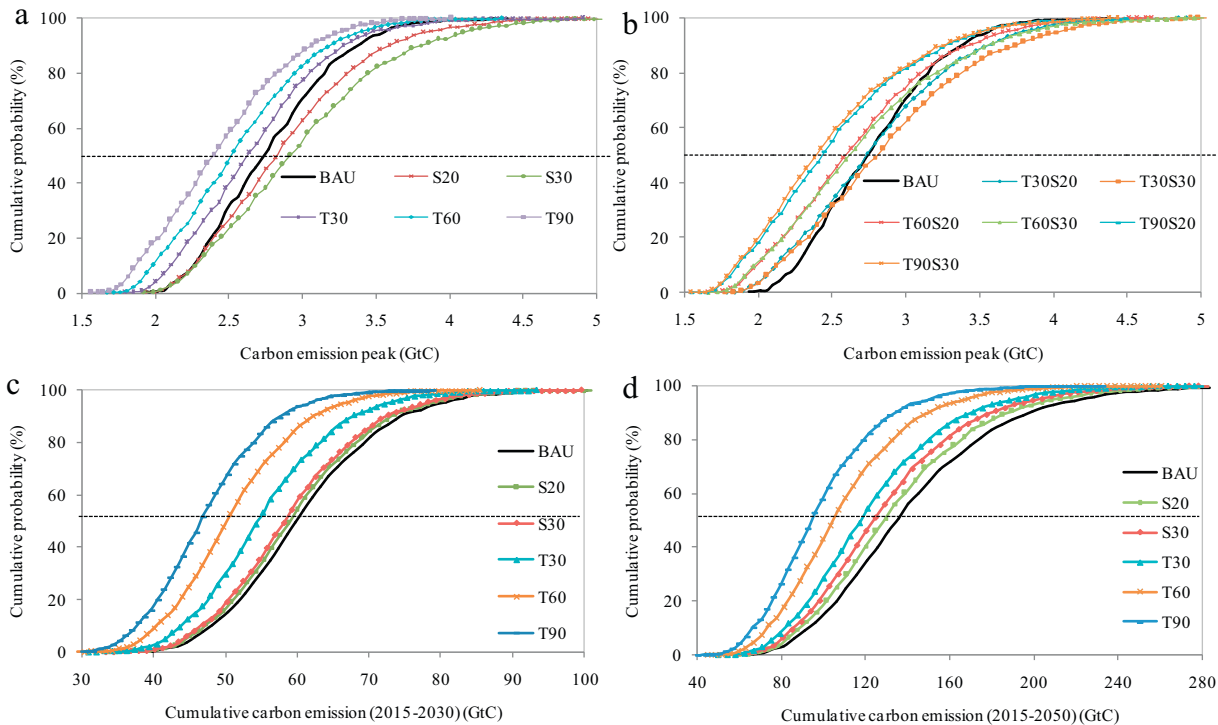 a
Cumulative probability (%)
100
80
60
40
20
0
BAU S20 S30
T30 T60 T90
1.5 2 2.5 3 3.5 4 4.5 5
Carbon emission peak (GtC)
b
Cumulative probability (%)
100
80
60
40
20
0
BAU T30S20 T30S30
T60S20 T60S30 T90S20
T90S30
1.5 2 2.5 3 3.5 4 4.5 5
Carbon emission peak (GtC)
c
Cumulative probability (%)
100
80
60
40
20
0
BAU
S20
S30
T30
T60
T90
30 40 50 60 70 80 90 100
Cumulative carbon emission (2015-2030) (GtC)
d
Cumulative probability (%)
100
80
60
40
20
0
BAU
S20
S30
T30
T60
T90
40 80 120 160 200 240 280
Cumulative carbon emission (2015-2050) (GtC)